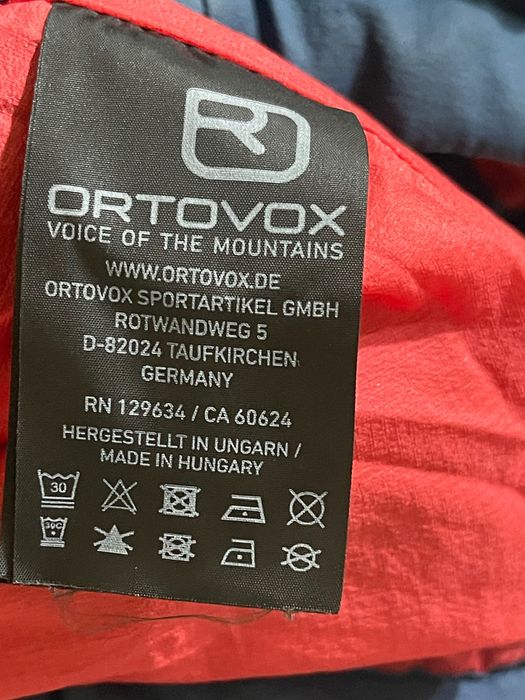 ORTOVOX
VOICE OF THE MOUNTAINS
WWW.ORTOVOX.DE
ORTOVOX SPORTARTIKEL GMBH
ROTWANDWEG 5
D-82024 TAUFKIRCHEN
GERMANY
RN 129634 / CA 60624
HERGESTELLT IN UNGARN /
MADE IN HUNGARY
30
30C